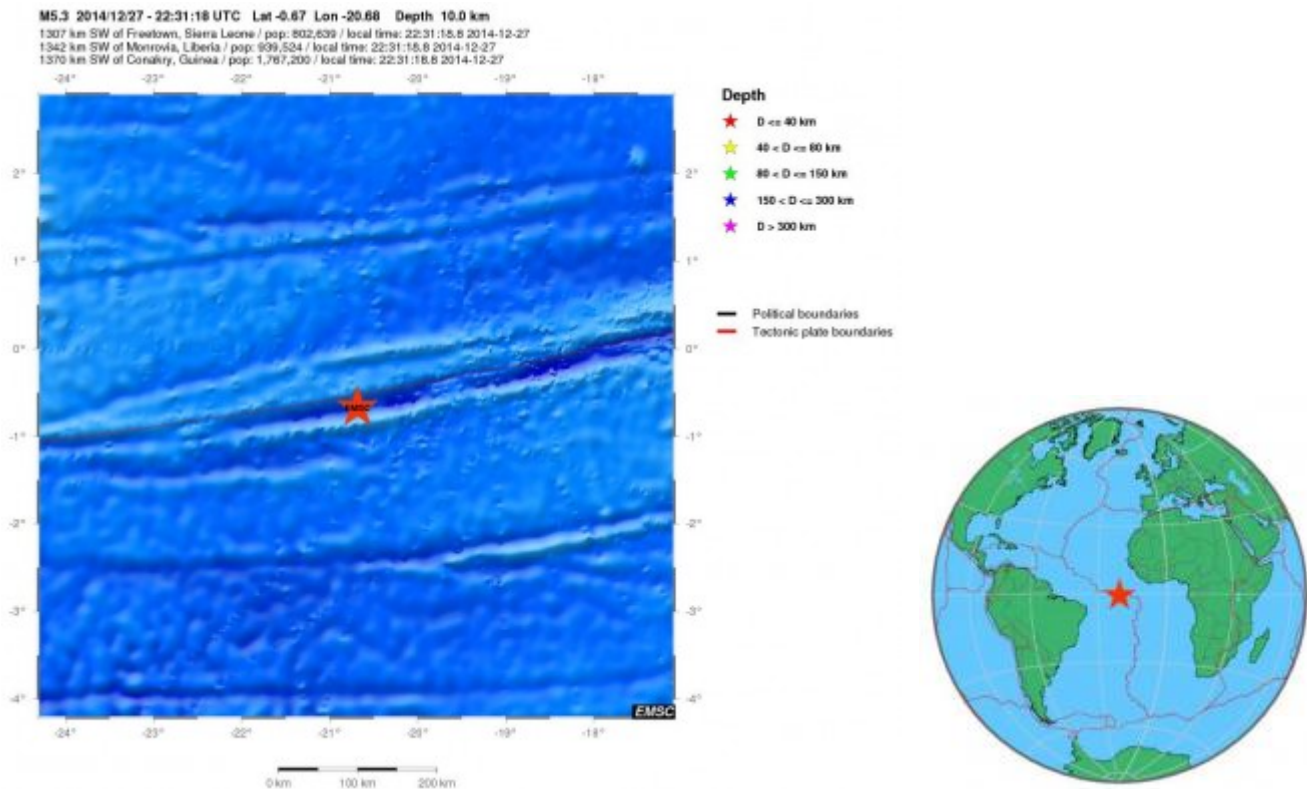 M5.3 2014/12/27 - 22:31:18 UTC Lat -0.67 Lon -20.68 Depth 10.0 km
1307 km SW of Freetown, Sierra Leone / pop: 802,639 / local time: 22:31:18.8 2014-12-27
1342 km SW of Monrovia, Liberia / pop: 939,524 / local time: 22:31:18.8 2014-12-27
1370 km SW of Conakry, Guinea / pop: 1,767,200 / local time: 22:31:18.8 2014-12-27
-24° -23° -22° -21° -20° -19° -18°
2° 2°
1° 1°
0° 0°
EMSC
-1° -1°
-2° -2°
-3° -3°
-4° -4°
EMSC
-24° -23° -22° -21° -20° -19° -18°
0 km 100 km 200 km
Depth
D <= 40 km
40 < D <= 80 km
80 < D <= 150 km
150 < D <= 300 km
D > 300 km
Political boundaries
Tectonic plate boundaries